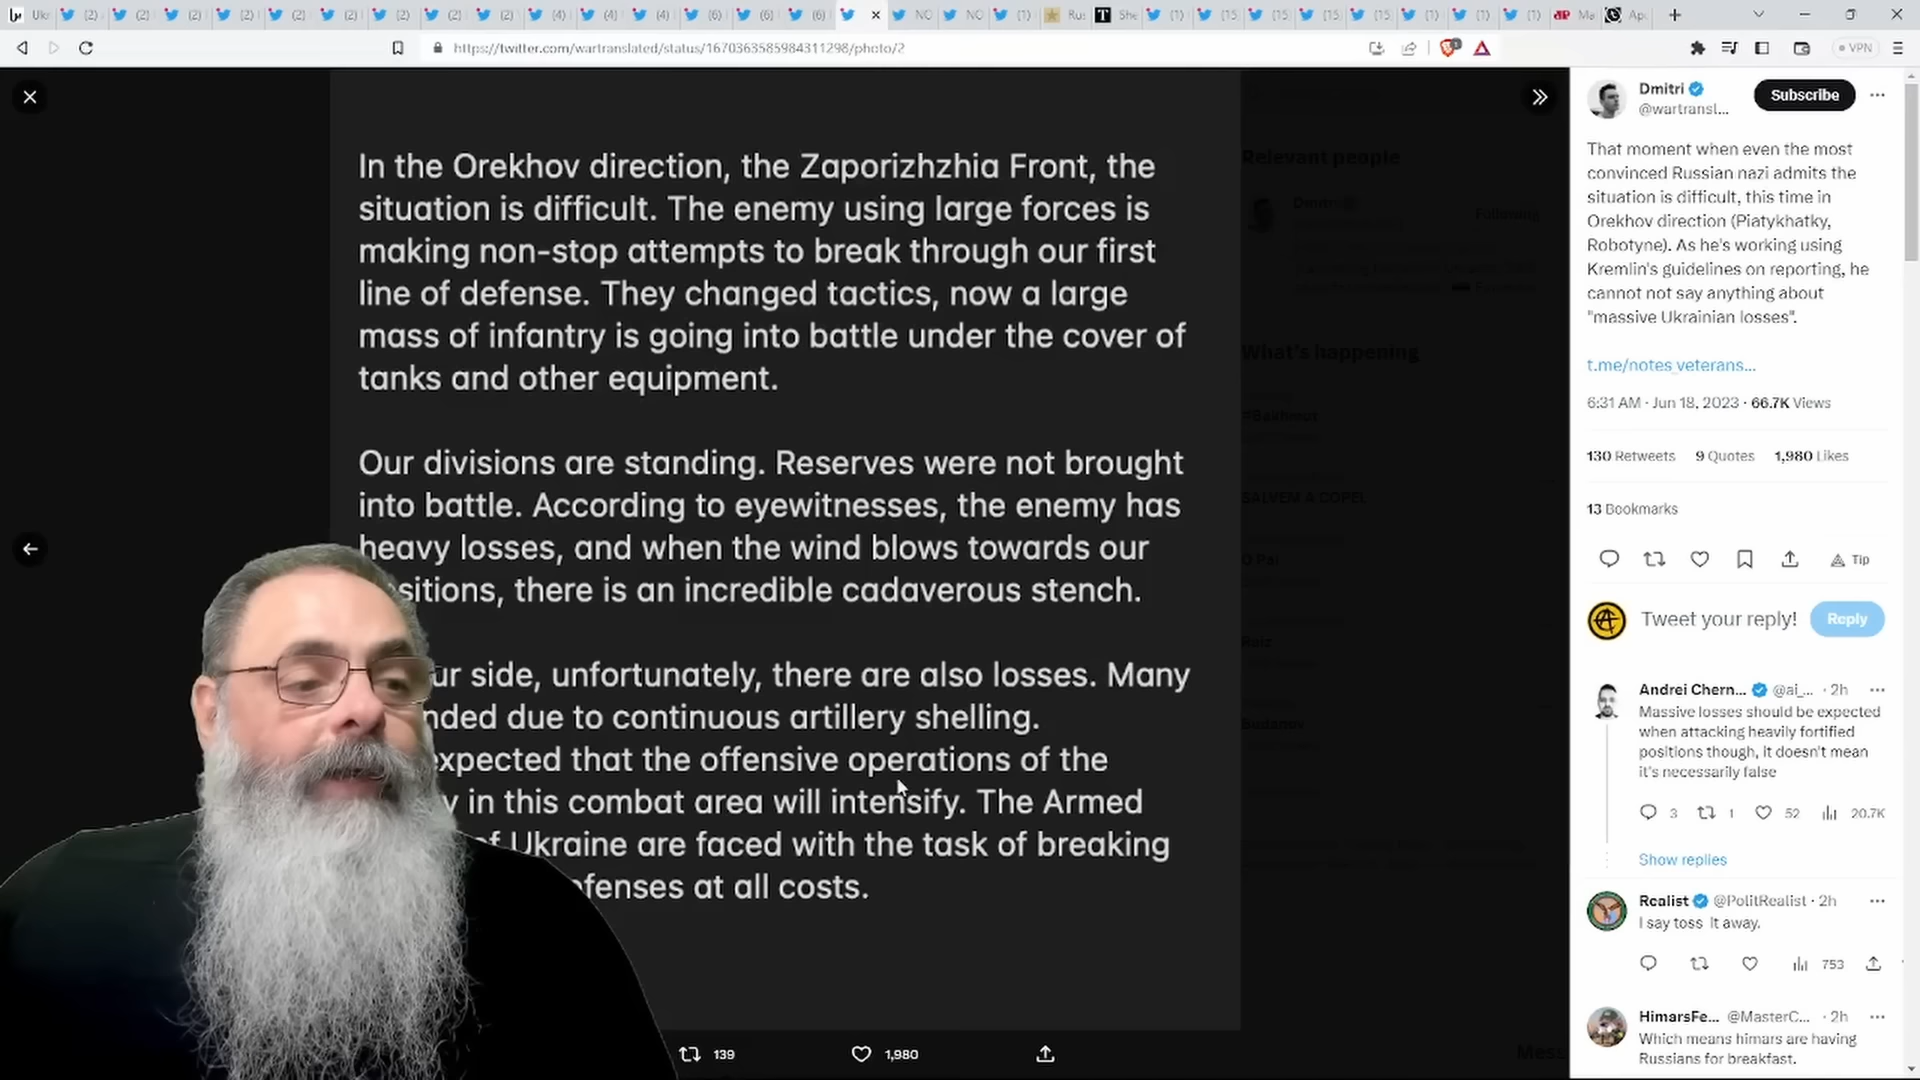 https://twitter.com/wartranslated/status/1670363585984311298/photo/2
VPN
In the Orekhov direction, the Zaporizhzhia Front, the
situation is difficult. The enemy using large forces is
making non-stop attempts to break through our first
line of defense. They changed tactics, now a large
mass of infantry is going into battle under the cover of
tanks and other equipment.
Our divisions are standing. Reserves were not brought
into battle. According to eyewitnesses, the enemy has
heavy losses, and when the wind blows towards our
sitions, there is an incredible cadaverous stench.
ur side, unfortunately, there are also losses. Many
nded due to continuous artillery shelling.
expected that the offensive operations of the
y in this combat area will intensify. The Armed
of Ukraine are faced with the task of breaking
efenses at all costs.
139
1,980
Relevant people
What's happening
SALVEM A COPEL
Dmitri
@wartransl...
Subscribe
That moment when even the most
convinced Russian nazi admits the
situation is difficult, this time in
Orekhov direction (Piatykhatky,
Robotyne). As he's working using
Kremlin's guidelines on reporting, he
cannot not say anything about
"massive Ukrainian losses".
t.me/notes_veterans...
6:31 AM · Jun 18, 2023 · 66.7K Views
130 Retweets 9 Quotes 1,980 Likes
13 Bookmarks
Tip
Tweet your reply!
Reply
Andrei Chern... @ai_... · 2h
Massive losses should be expected
when attacking heavily fortified
positions though, it doesn't mean
it's necessarily false
3 1 52 20.7K
Show replies
Realist @PolitRealist · 2h
I say toss it away.
753
HimarsFe... @MasterC... · 2h
Which means himars are having
Russians for breakfast.